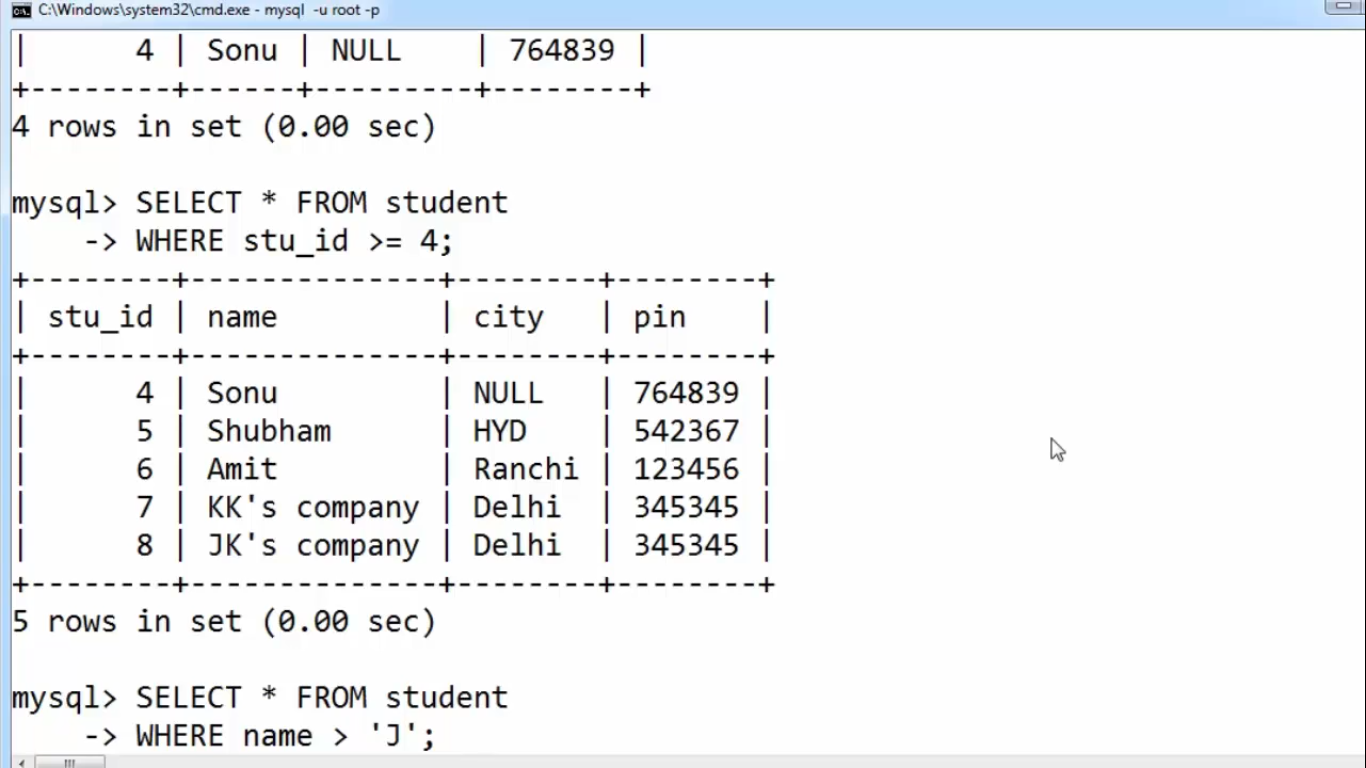 C:\Windows\system32\cmd.exe - mysql  -u root -p
|      4 | Sonu | NULL    | 764839 |
+--------+------+---------+--------+
4 rows in set (0.00 sec)
mysql> SELECT * FROM student
    -> WHERE stu_id >= 4;
+--------+--------------+--------+--------+
| stu_id | name         | city   | pin    |
+--------+--------------+--------+--------+
|      4 | Sonu         | NULL   | 764839 |
|      5 | Shubham      | HYD    | 542367 |
|      6 | Amit         | Ranchi | 123456 |
|      7 | KK's company | Delhi  | 345345 |
|      8 | JK's company | Delhi  | 345345 |
+--------+--------------+--------+--------+
5 rows in set (0.00 sec)
mysql> SELECT * FROM student
    -> WHERE name > 'J';